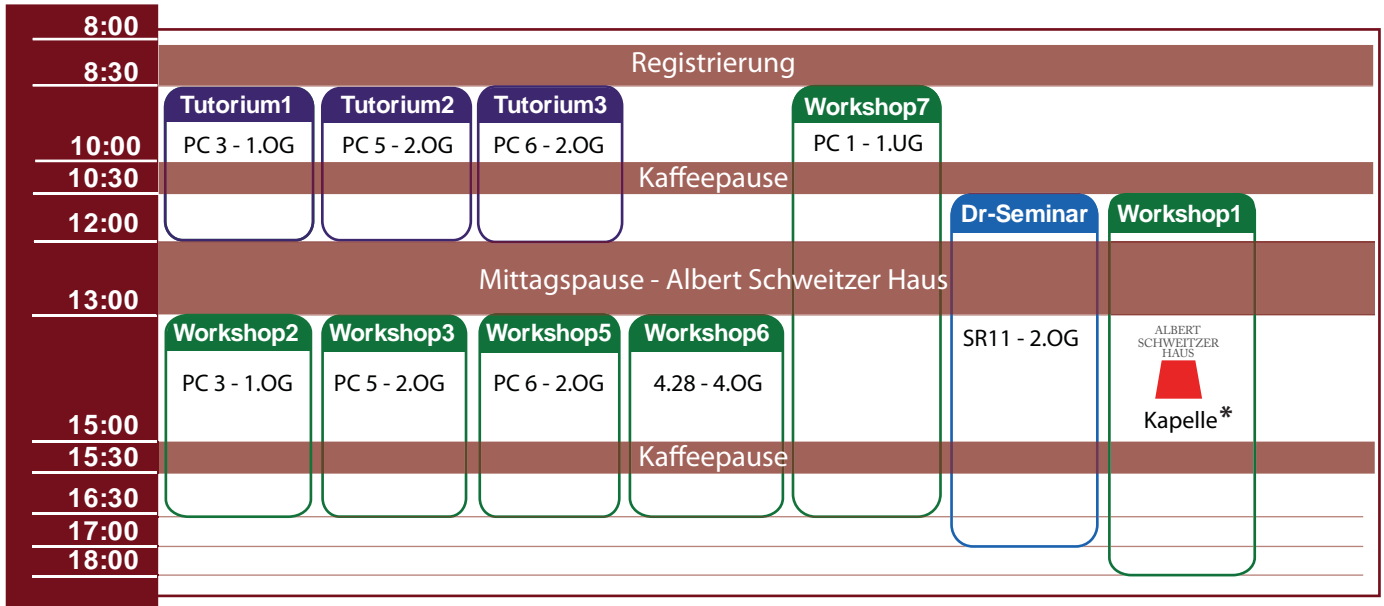 8:00
Registrierung
8:30
Tutorium1
Tutorium2
Tutorium3
Workshop7
PC 3 - 1.OG
PC 5 - 2.OG
PC 6 - 2.OG
PC 1 - 1.UG
10:00
Kaffeepause
10:30
Dr-Seminar
Workshop1
12:00
Mittagspause - Albert Schweitzer Haus
13:00
Workshop2
Workshop3
Workshop5
Workshop6
SR11 - 2.OG
ALBERT
SCHWEITZER
HAUS
PC 3 - 1.OG
PC 5 - 2.OG
PC 6 - 2.OG
4.28 - 4.OG
Kapelle*
15:00
Kaffeepause
15:30
16:30
17:00
18:00